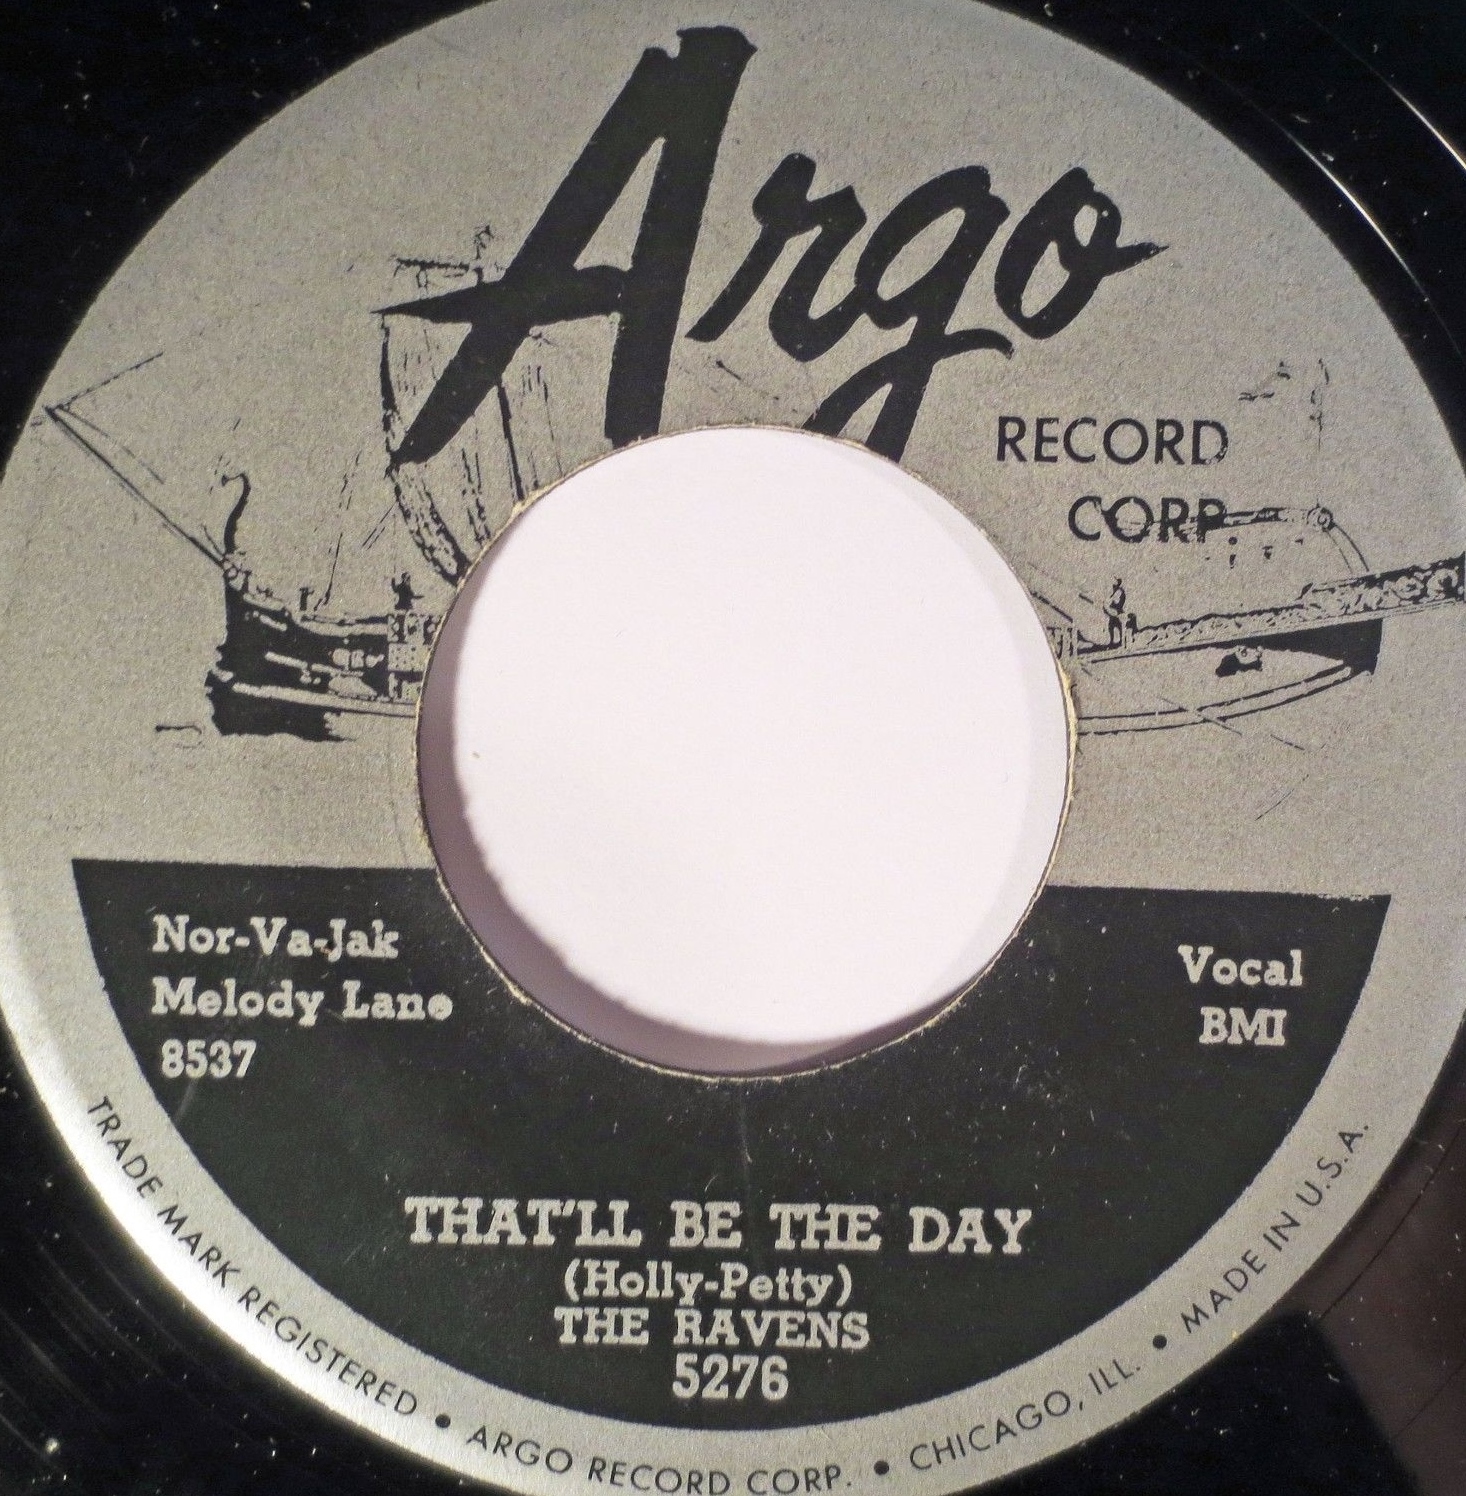 Argo
RECORD
CORP.
Nor-Va-Jak
Melody Lane
8537
Vocal
BMI
THAT'LL BE THE DAY
(Holly-Petty)
THE RAVENS
5276
TRADE MARK REGISTERED • ARGO RECORD CORP. • CHICAGO, ILL. • MADE IN U.S.A.